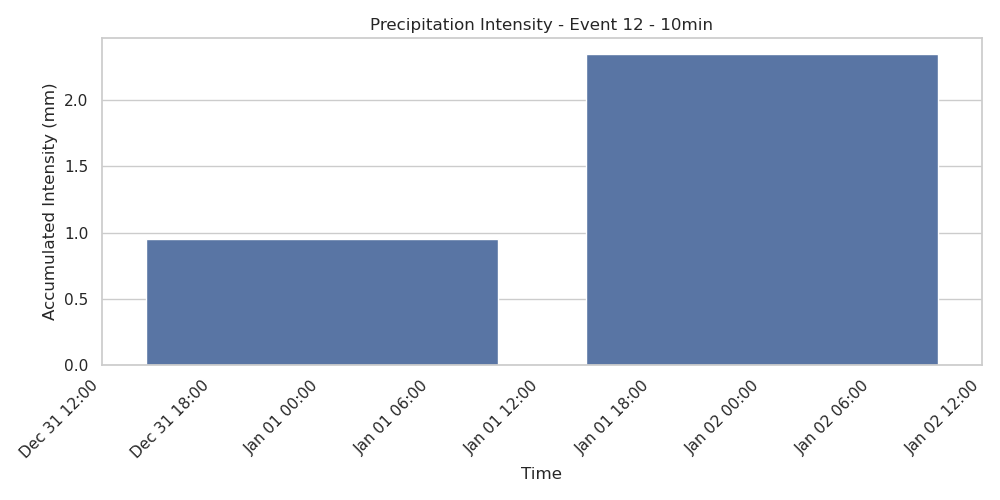 Precipitation Intensity - Event 12 - 10min
Accumulated Intensity (mm)
2.0
1.5
1.0
0.5
0.0
Dec 31 12:00
Dec 31 18:00
Jan 01 00:00
Jan 01 06:00
Jan 01 12:00
Jan 01 18:00
Jan 02 00:00
Jan 02 06:00
Jan 02 12:00
Time